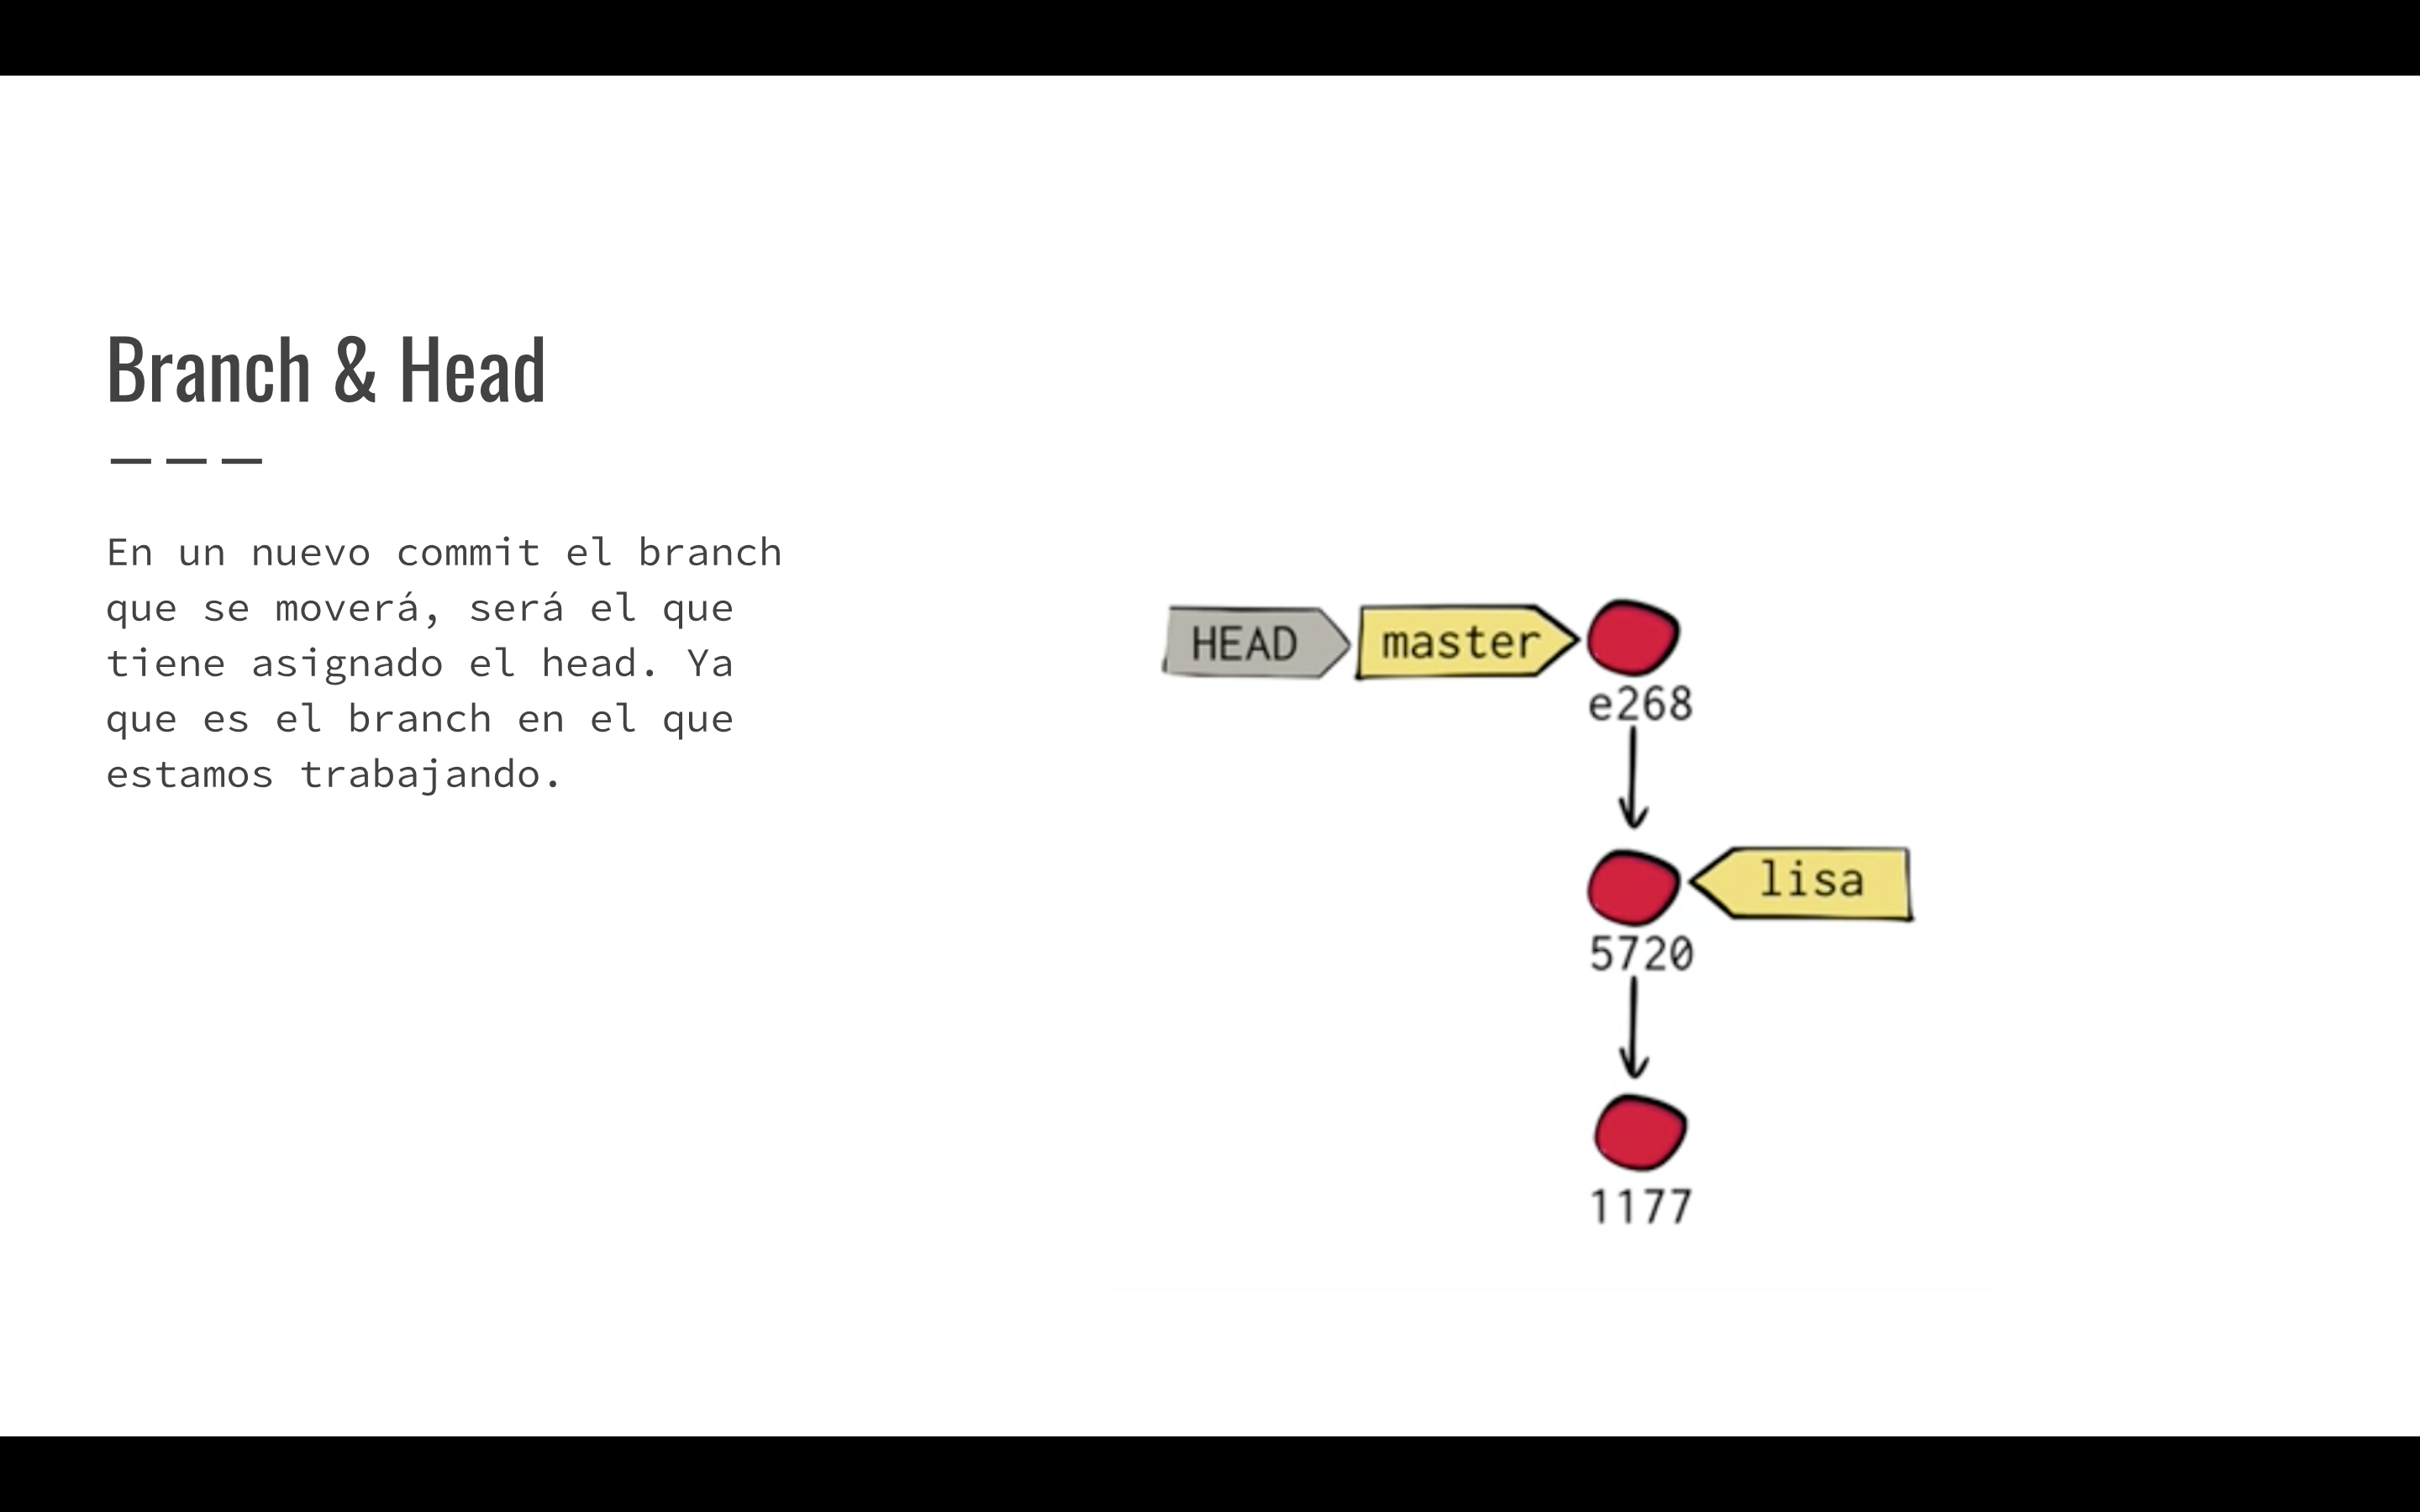 Branch & Head
En un nuevo commit el branch
que se moverá, será el que
tiene asignado el head. Ya
que es el branch en el que
estamos trabajando.
HEAD master
e268
lisa
5720
1177